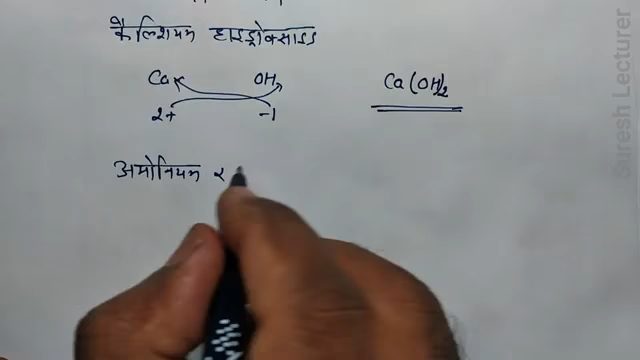 कैल्शियम हाइड्रोक्साइड
Ca OH
2+ -1
Ca(OH)2
अमोनियम
Suresh Lecturer